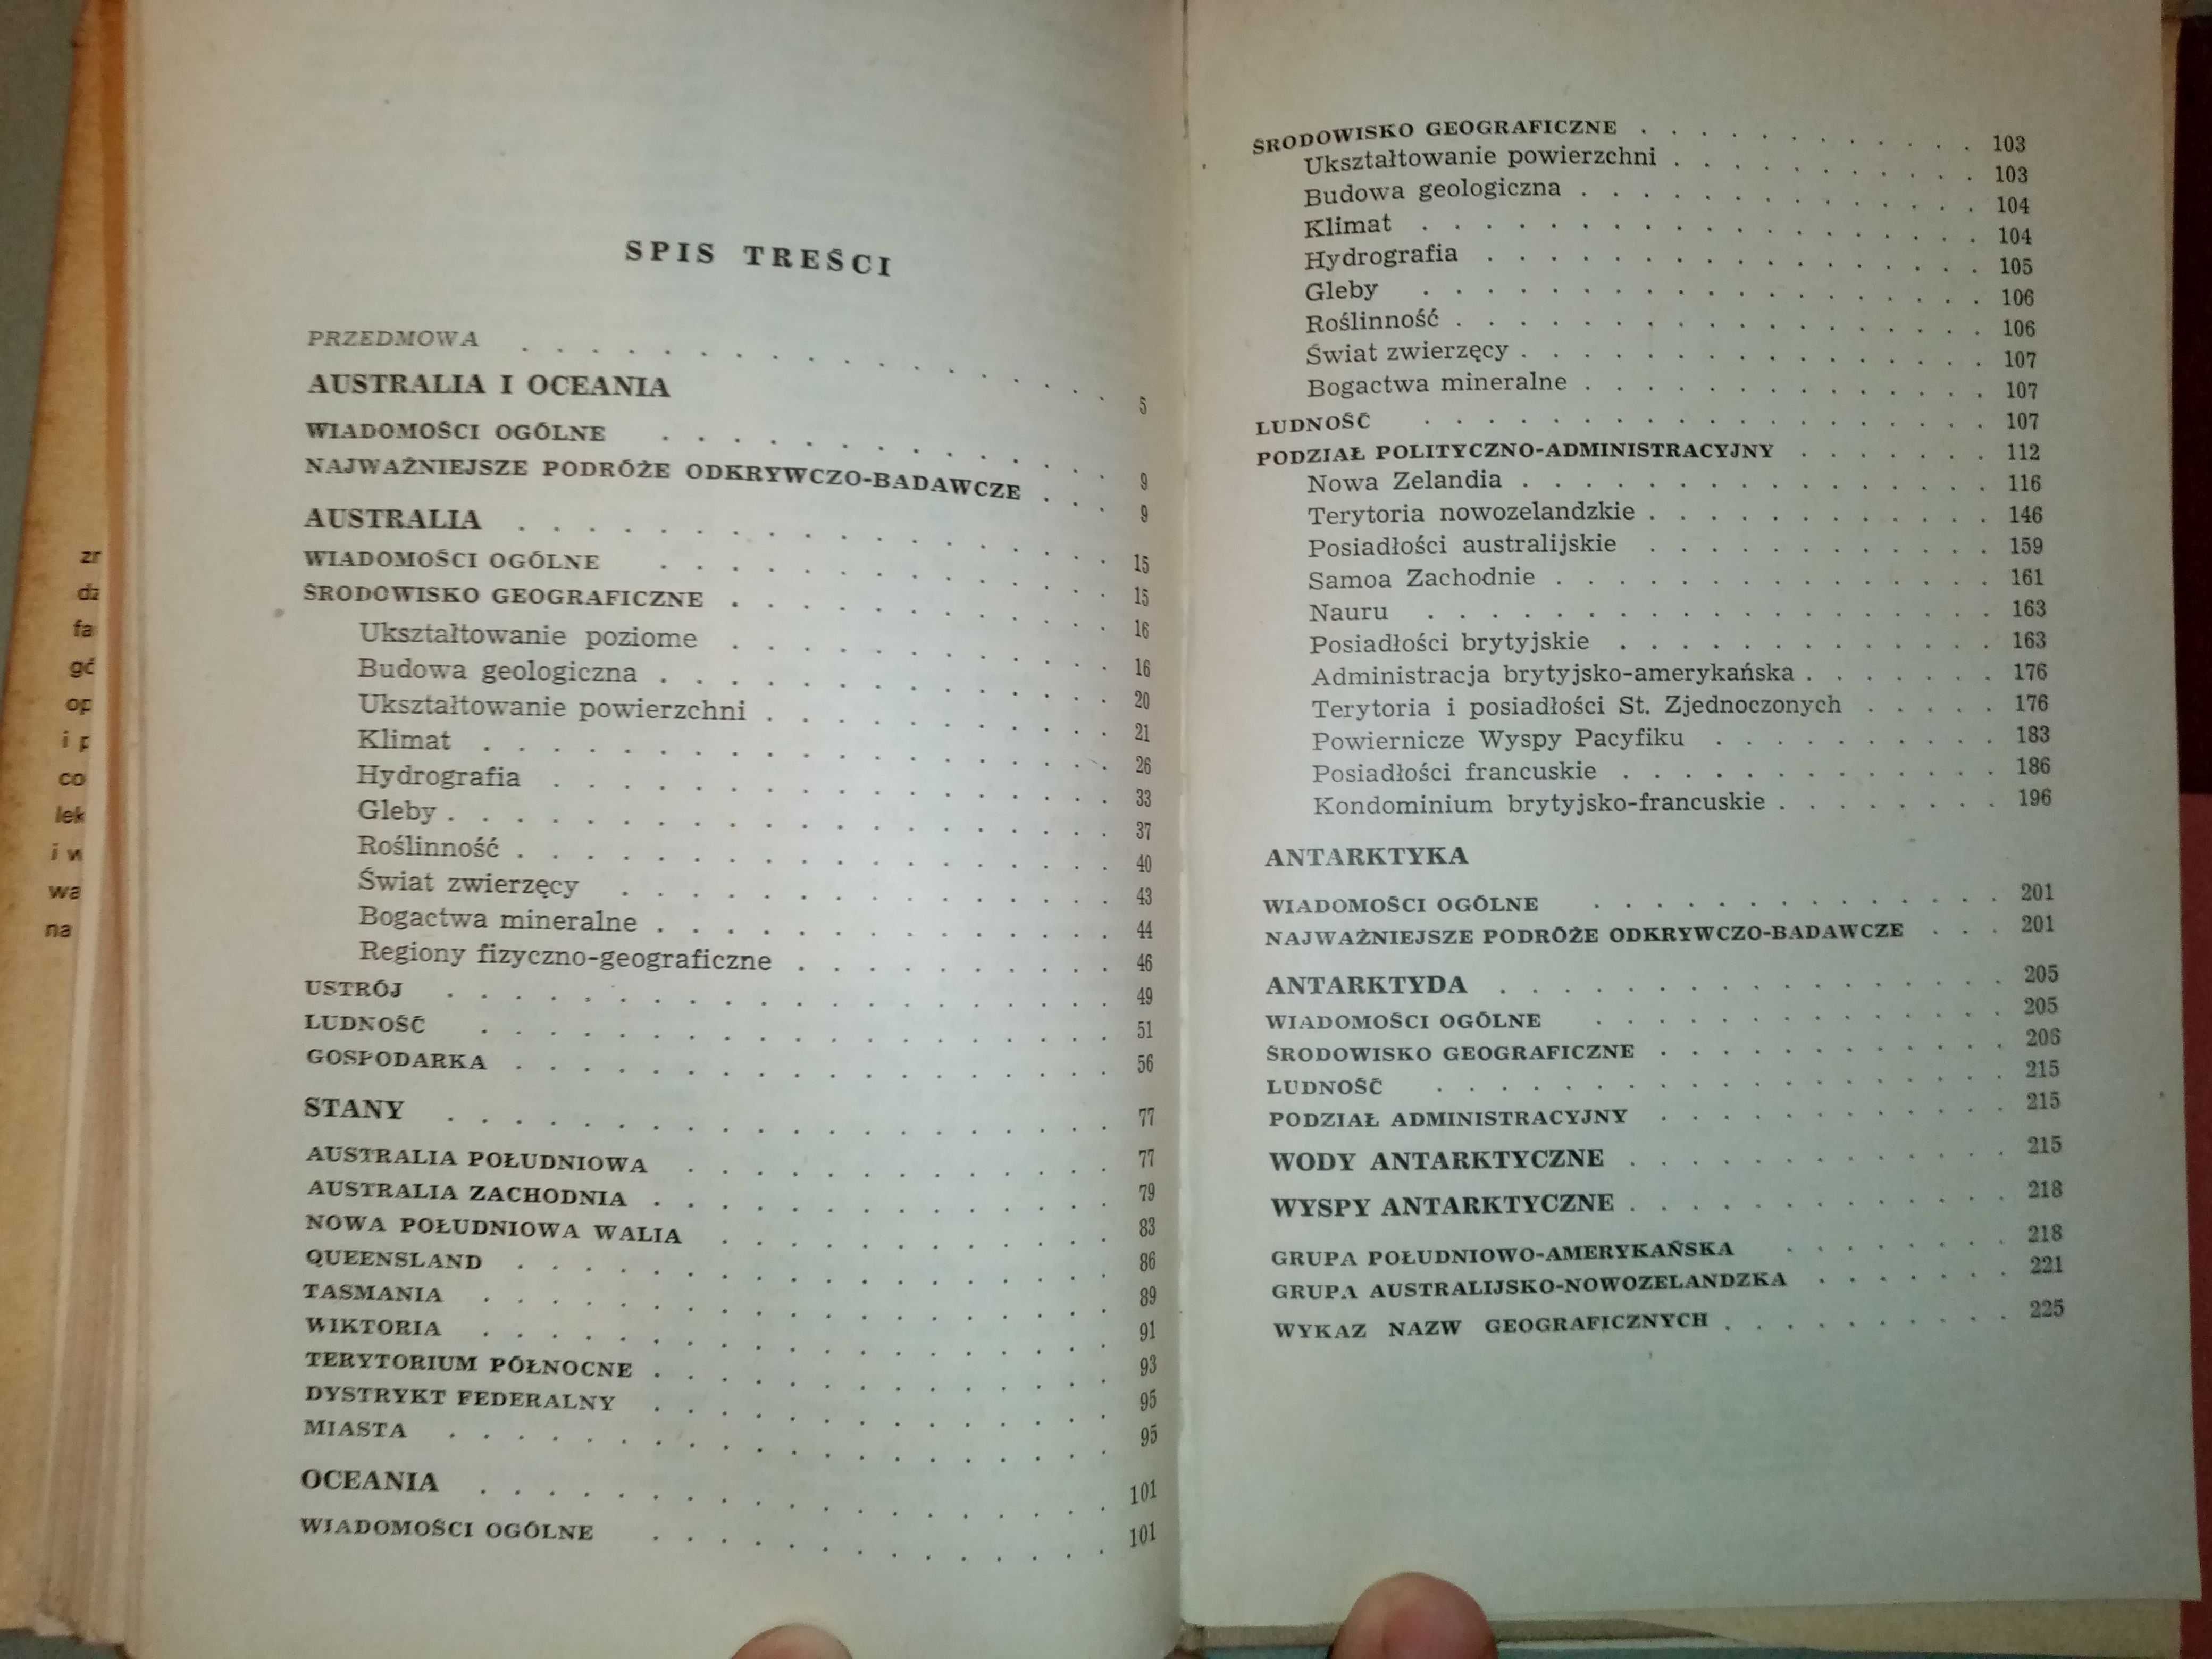 SPIS TREŚCI
PRZEDMOWA . . . . . . . . . . . . . . . . . . 5
AUSTRALIA I OCEANIA
WIADOMOŚCI OGÓLNE . . . . . . . . . . . . . . 9
NAJWAŻNIEJSZE PODRÓŻE ODKRYWCZO-BADAWCZE . . . 9
AUSTRALIA . . . . . . . . . . . . . . . . . . 15
WIADOMOŚCI OGÓLNE . . . . . . . . . . . . . . 15
ŚRODOWISKO GEOGRAFICZNE . . . . . . . . . . . . 16
Ukształtowanie poziome . . . . . . . . . . . . 16
Budowa geologiczna . . . . . . . . . . . . . . 20
Ukształtowanie powierzchni . . . . . . . . . . . 21
Klimat . . . . . . . . . . . . . . . . . . . 26
Hydrografia . . . . . . . . . . . . . . . . . 33
Gleby . . . . . . . . . . . . . . . . . . . . 37
Roślinność . . . . . . . . . . . . . . . . . . 40
Świat zwierzęcy . . . . . . . . . . . . . . . 43
Bogactwa mineralne . . . . . . . . . . . . . . 44
Regiony fizyczno-geograficzne . . . . . . . . . . 46
USTRÓJ . . . . . . . . . . . . . . . . . . . . 49
LUDNOŚĆ . . . . . . . . . . . . . . . . . . . 51
GOSPODARKA . . . . . . . . . . . . . . . . . . 56
STANY . . . . . . . . . . . . . . . . . . . . 77
AUSTRALIA POŁUDNIOWA . . . . . . . . . . . . . 77
AUSTRALIA ZACHODNIA . . . . . . . . . . . . . . 79
NOWA POŁUDNIOWA WALIA . . . . . . . . . . . . 83
QUEENSLAND . . . . . . . . . . . . . . . . . . 86
TASMANIA . . . . . . . . . . . . . . . . . . . 89
WIKTORIA . . . . . . . . . . . . . . . . . . . 91
TERYTORIUM PÓŁNOCNE . . . . . . . . . . . . . . 93
DYSTRYKT FEDERALNY . . . . . . . . . . . . . . 95
MIASTA . . . . . . . . . . . . . . . . . . . . 95
OCEANIA . . . . . . . . . . . . . . . . . . . 101
WIADOMOŚCI OGÓLNE . . . . . . . . . . . . . . 101
ŚRODOWISKO GEOGRAFICZNE . . . . . . . . . . . . 103
Ukształtowanie powierzchni . . . . . . . . . . . 103
Budowa geologiczna . . . . . . . . . . . . . . 104
Klimat . . . . . . . . . . . . . . . . . . . 104
Hydrografia . . . . . . . . . . . . . . . . . 105
Gleby . . . . . . . . . . . . . . . . . . . 106
Roślinność . . . . . . . . . . . . . . . . . . 106
Świat zwierzęcy . . . . . . . . . . . . . . . . 107
Bogactwa mineralne . . . . . . . . . . . . . . 107
LUDNOŚĆ . . . . . . . . . . . . . . . . . . . 107
PODZIAŁ POLITYCZNO-ADMINISTRACYJNY . . . . . . . 112
Nowa Zelandia . . . . . . . . . . . . . . . . 116
Terytoria nowozelandzkie . . . . . . . . . . . . 146
Posiadłości australijskie . . . . . . . . . . . . 159
Samoa Zachodnie . . . . . . . . . . . . . . . 161
Nauru . . . . . . . . . . . . . . . . . . . 163
Posiadłości brytyjskie . . . . . . . . . . . . . 163
Administracja brytyjsko-amerykańska . . . . . . . 176
Terytoria i posiadłości St. Zjednoczonych . . . . . 176
Powiernicze Wyspy Pacyfiku . . . . . . . . . . 183
Posiadłości francuskie . . . . . . . . . . . . . 186
Kondominium brytyjsko-francuskie . . . . . . . . 196
ANTARKTYKA
WIADOMOŚCI OGÓLNE . . . . . . . . . . . . . . 201
NAJWAŻNIEJSZE PODRÓŻE ODKRYWCZO-BADAWCZE . . . 201
ANTARKTYDA . . . . . . . . . . . . . . . . . 205
WIADOMOŚCI OGÓLNE . . . . . . . . . . . . . . 205
ŚRODOWISKO GEOGRAFICZNE . . . . . . . . . . . . 206
LUDNOŚĆ . . . . . . . . . . . . . . . . . . 215
PODZIAŁ ADMINISTRACYJNY . . . . . . . . . . . . 215
WODY ANTARKTYCZNE . . . . . . . . . . . . . 215
WYSPY ANTARKTYCZNE . . . . . . . . . . . . . 218
GRUPA POŁUDNIOWO-AMERYKAŃSKA . . . . . . . . 218
GRUPA AUSTRALIJSKO-NOWOZELANDZKA . . . . . . . 221
WYKAZ NAZW GEOGRAFICZNYCH . . . . . . . . . . 225